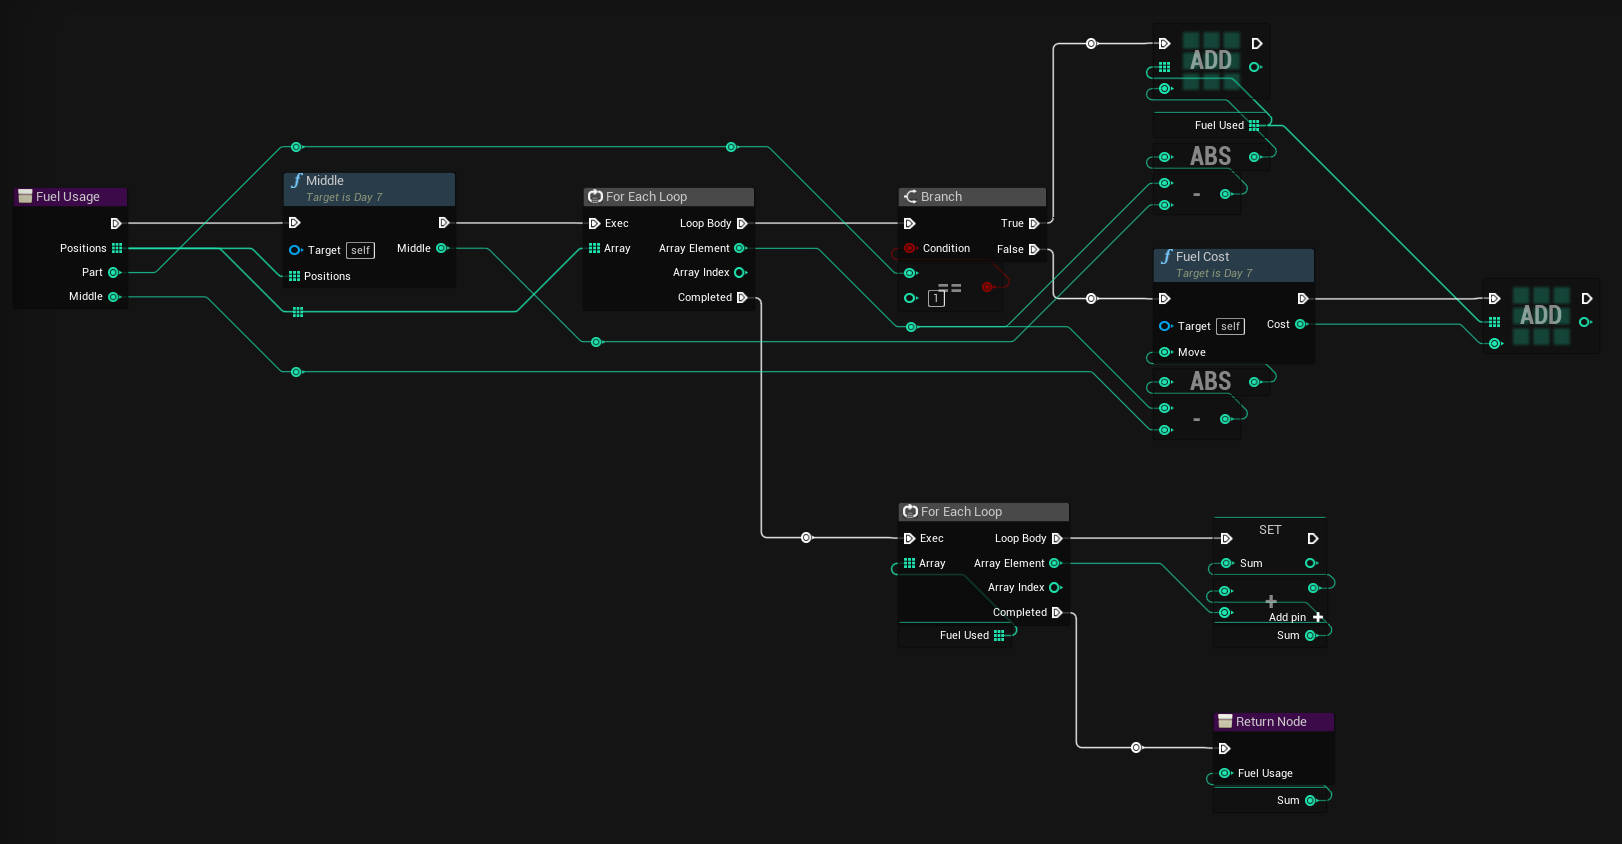 Fuel Usage
Positions
Part
Middle
Middle
Target is Day 7
Target self
Middle
Positions
For Each Loop
Exec
Loop Body
Array
Array Element
Array Index
Completed
Branch
True
Condition
False
==
1
ADD
Fuel Used
ABS
-
Fuel Cost
Target is Day 7
Target self
Cost
Move
ABS
-
ADD
For Each Loop
Exec
Loop Body
Array
Array Element
Array Index
Completed
Fuel Used
SET
Sum
+
Add pin +
Sum
Return Node
Fuel Usage
Sum